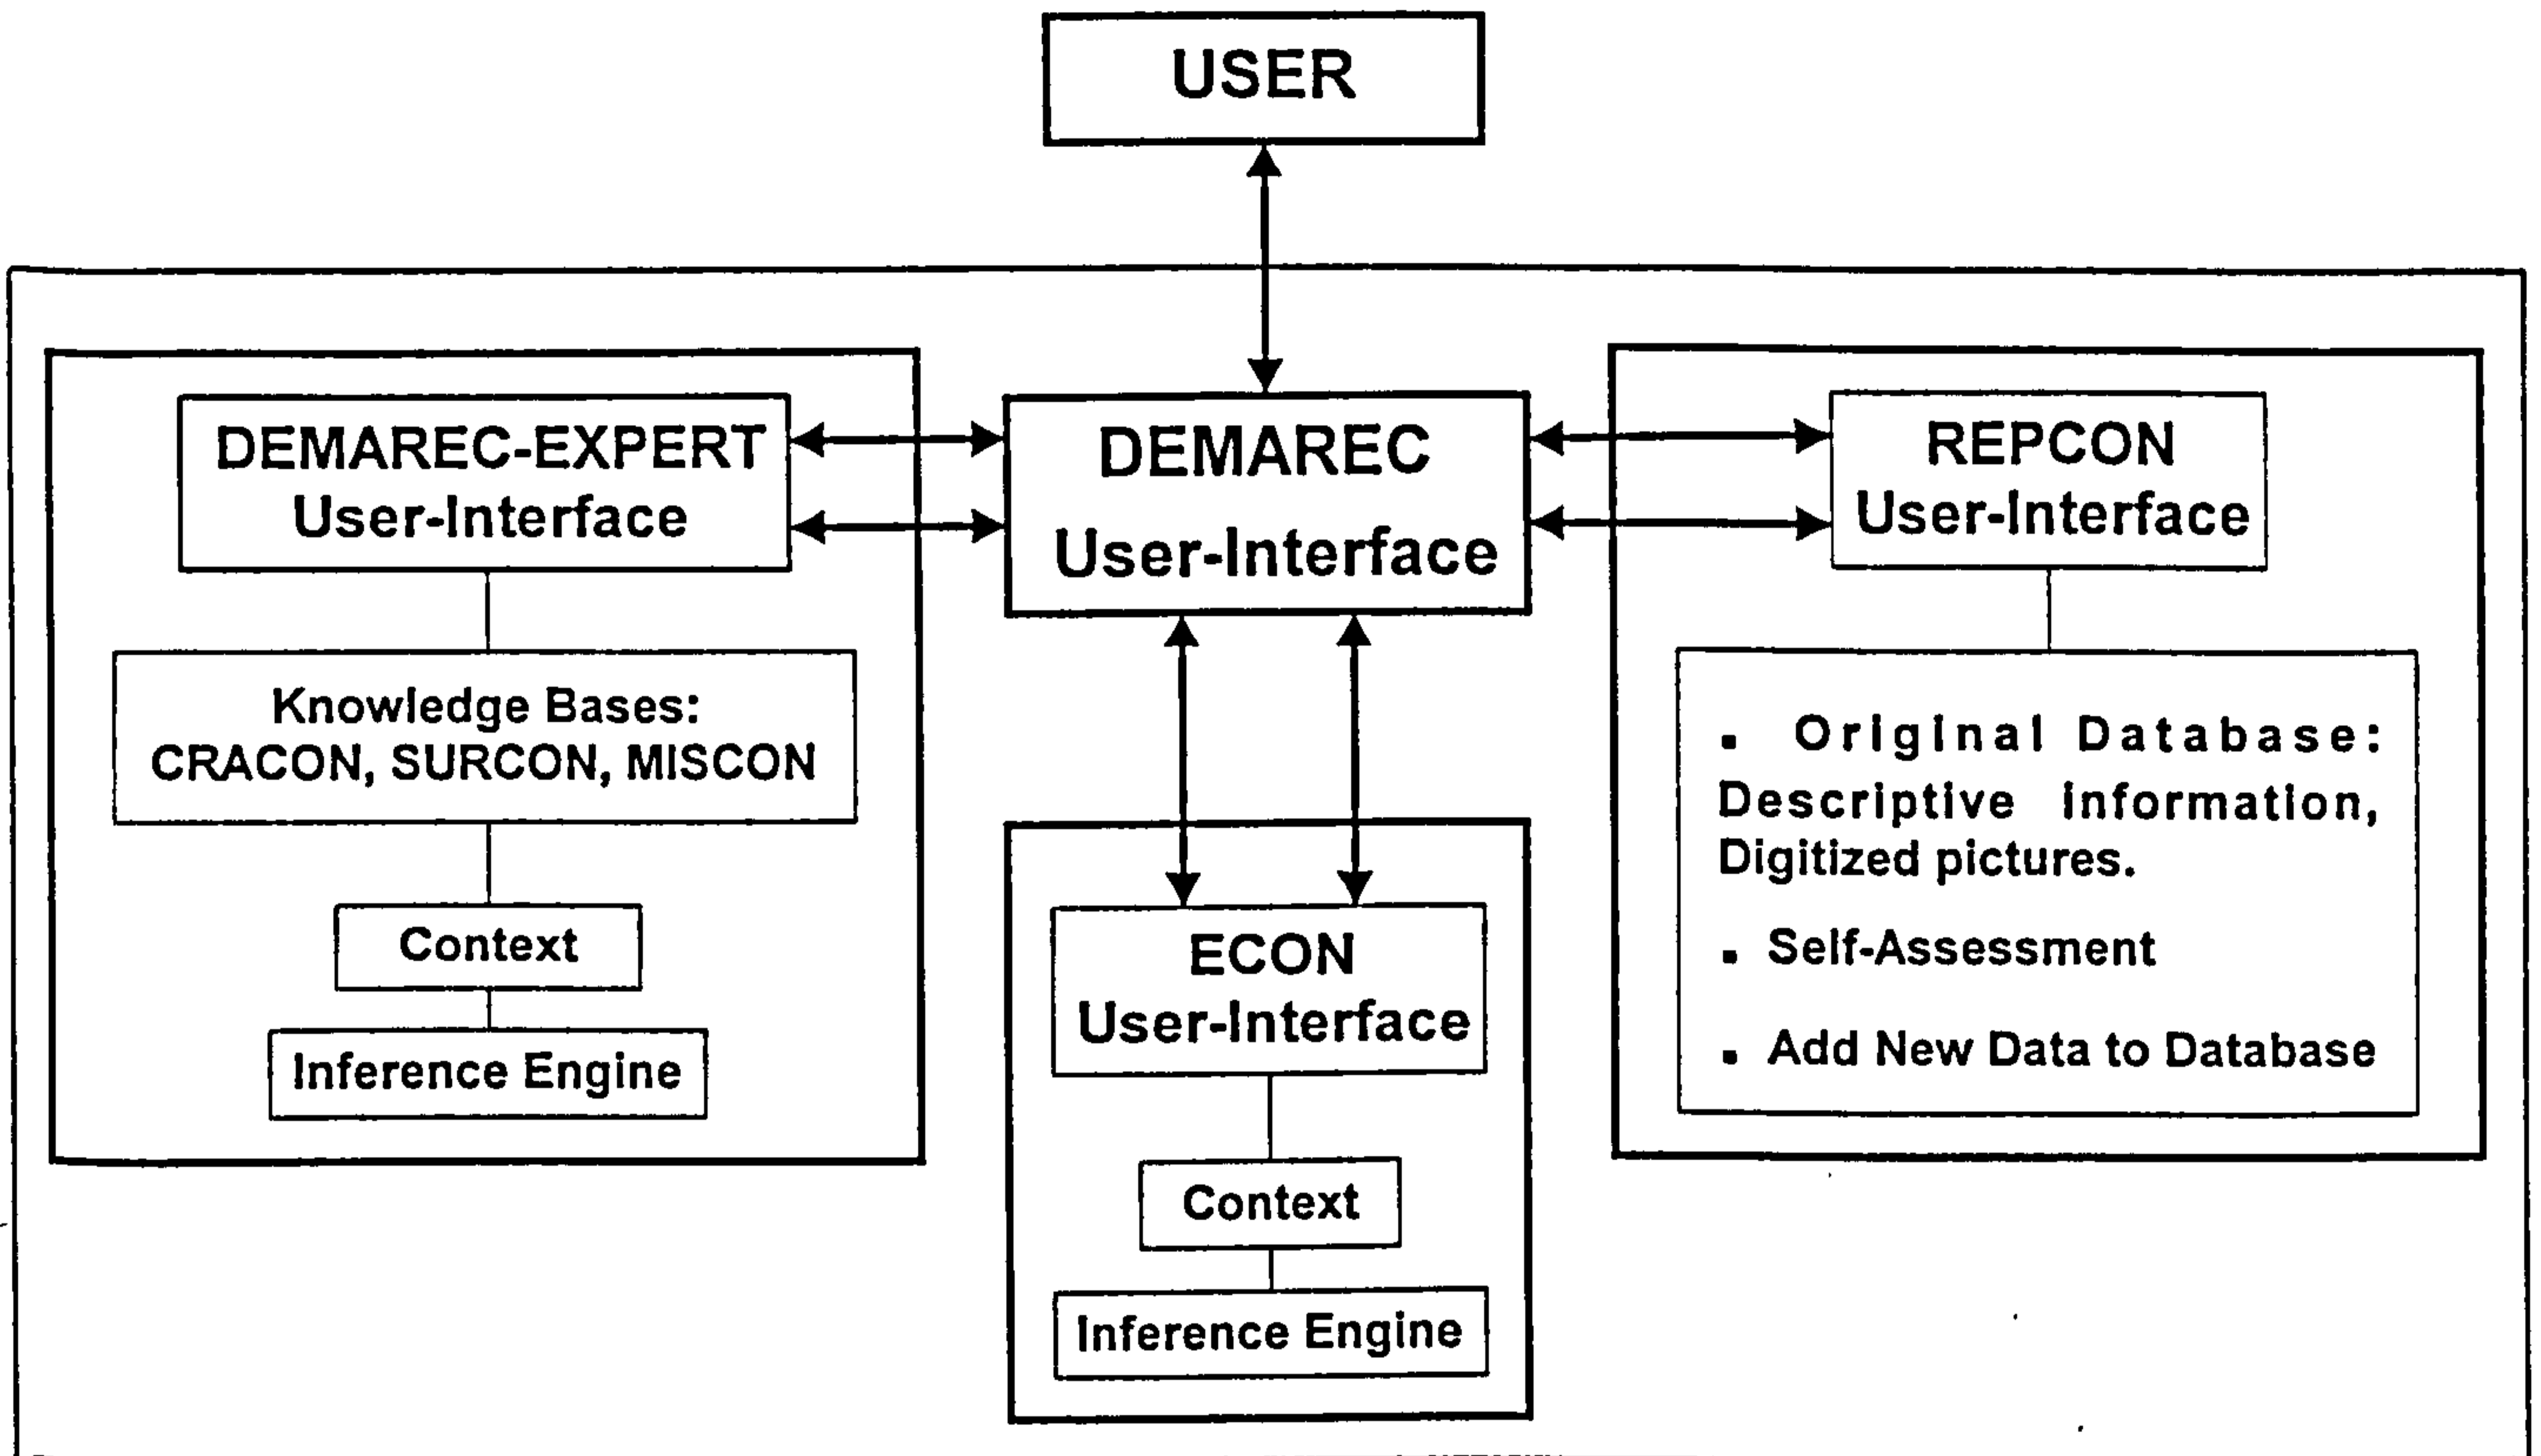 USER
DEMAREC-EXPERT
User-Interface
DEMAREC
User-Interface
REPCON
User-Interface
Knowledge Bases:
CRACON, SURCON, MISCON
Context
Inference Engine
ECON
User-Interface
Context
Inference Engine
▪ Original Database:
Descriptive Information,
Digitized pictures.
▪ Self-Assessment
▪ Add New Data to Database